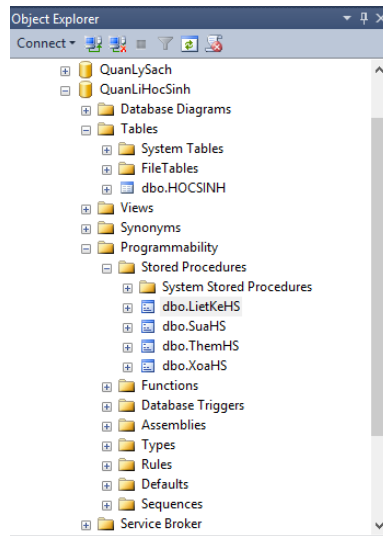 Object Explorer
Connect
QuanLySach
QuanLiHocSinh
Database Diagrams
Tables
System Tables
FileTables
dbo.HOCSINH
Views
Synonyms
Programmability
Stored Procedures
System Stored Procedures
dbo.LietKeHS
dbo.SuaHS
dbo.ThemHS
dbo.XoaHS
Functions
Database Triggers
Assemblies
Types
Rules
Defaults
Sequences
Service Broker